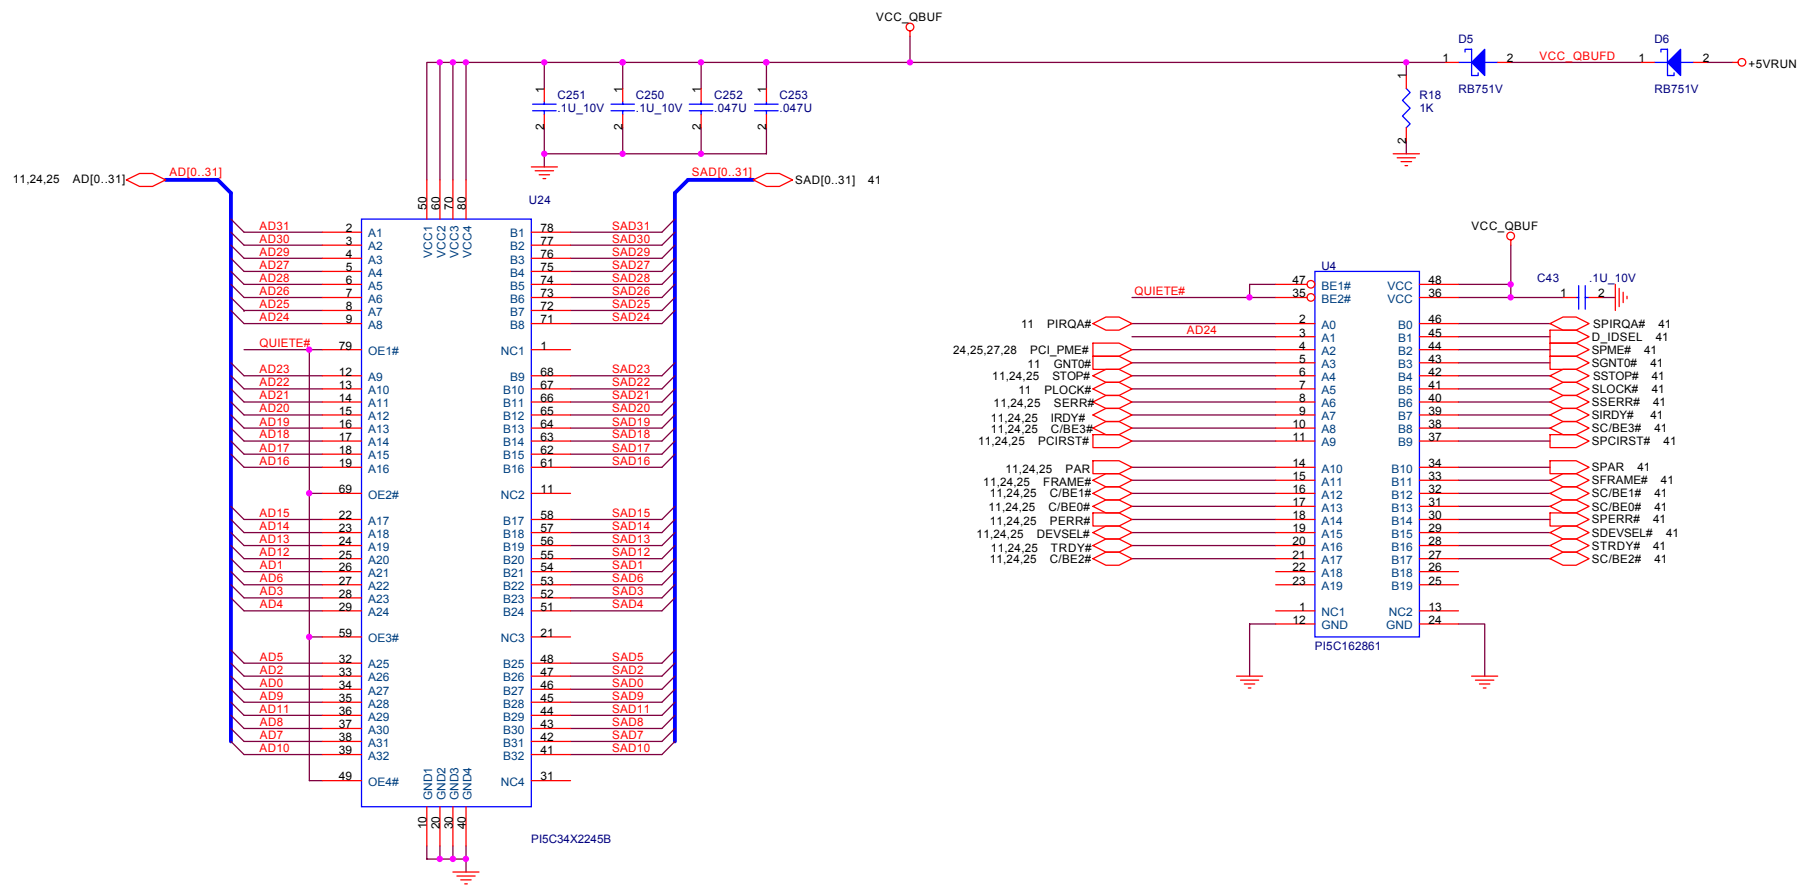 VCC_QBUF
D5
D6
1 2 VCC_QBUFD 1 2 +5VRUN
RB751V
RB751V
1
R18
1K
2
1 C251 .1U_10V 2
1 C250 .1U_10V 2
1 C252 .047U 2
1 C253 .047U 2
11,24,25 AD[0..31] AD[0..31]
SAD[0..31] SAD[0..31] 41
U24
50 60 70 80
VCC1 VCC2 VCC3 VCC4
AD31 2 A1 B1 78 SAD31
AD30 3 A2 B2 77 SAD30
AD29 4 A3 B3 76 SAD29
AD27 5 A4 B4 75 SAD27
AD28 6 A5 B5 74 SAD28
AD26 7 A6 B6 73 SAD26
AD25 8 A7 B7 72 SAD25
AD24 9 A8 B8 71 SAD24
QUIETE# 79 OE1# NC1 1
AD23 12 A9 B9 68 SAD23
AD22 13 A10 B10 67 SAD22
AD21 14 A11 B11 66 SAD21
AD20 15 A12 B12 65 SAD20
AD19 16 A13 B13 64 SAD19
AD18 17 A14 B14 63 SAD18
AD17 18 A15 B15 62 SAD17
AD16 19 A16 B16 61 SAD16
69 OE2# NC2 11
AD15 22 A17 B17 58 SAD15
AD14 23 A18 B18 57 SAD14
AD13 24 A19 B19 56 SAD13
AD12 25 A20 B20 55 SAD12
AD1 26 A21 B21 54 SAD1
AD6 27 A22 B22 53 SAD6
AD3 28 A23 B23 52 SAD3
AD4 29 A24 B24 51 SAD4
59 OE3# NC3 21
AD5 32 A25 B25 48 SAD5
AD2 33 A26 B26 47 SAD2
AD0 34 A27 B27 46 SAD0
AD9 35 A28 B28 45 SAD9
AD11 36 A29 B29 44 SAD11
AD8 37 A30 B30 43 SAD8
AD7 38 A31 B31 42 SAD7
AD10 39 A32 B32 41 SAD10
49 OE4# NC4 31
GND1 GND2 GND3 GND4
10 20 30 40
PI5C34X2245B
VCC_QBUF
U4
C43 .1U_10V
1 2
QUIETE#
47 BE1# VCC 48
35 BE2# VCC 36
11 PIRQA# 2 A0 B0 46 SPIRQA# 41
AD24 3 A1 B1 45 D_IDSEL 41
24,25,27,28 PCI_PME# 4 A2 B2 44 SPME# 41
11 GNT0# 5 A3 B3 43 SGNT0# 41
11,24,25 STOP# 6 A4 B4 42 SSTOP# 41
11 PLOCK# 7 A5 B5 41 SLOCK# 41
11,24,25 SERR# 8 A6 B6 40 SSERR# 41
11,24,25 IRDY# 9 A7 B7 39 SIRDY# 41
11,24,25 C/BE3# 10 A8 B8 38 SC/BE3# 41
11,24,25 PCIRST# 11 A9 B9 37 SPCIRST# 41
11,24,25 PAR 14 A10 B10 34 SPAR 41
11,24,25 FRAME# 15 A11 B11 33 SFRAME# 41
11,24,25 C/BE1# 16 A12 B12 32 SC/BE1# 41
11,24,25 C/BE0# 17 A13 B13 31 SC/BE0# 41
11,24,25 PERR# 18 A14 B14 30 SPERR# 41
11,24,25 DEVSEL# 19 A15 B15 29 SDEVSEL# 41
11,24,25 TRDY# 20 A16 B16 28 STRDY# 41
11,24,25 C/BE2# 21 A17 B17 27 SC/BE2# 41
22 A18 B18 26
23 A19 B19 25
1 NC1 NC2 13
12 GND GND 24
PI5C162861